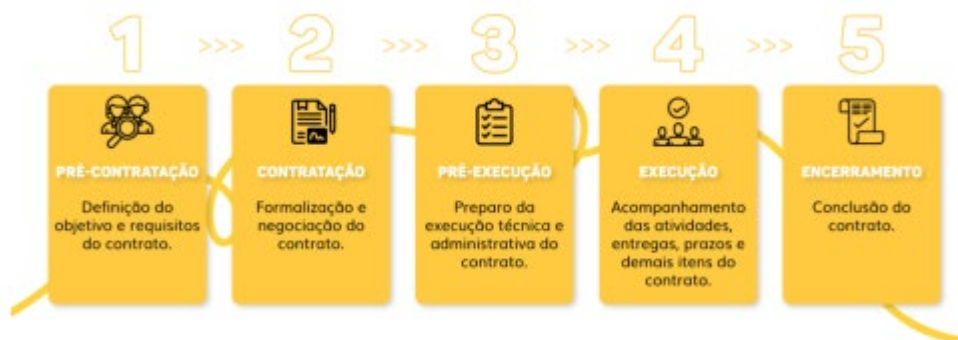 1 >>> 2 >>> 3 >>> 4 >>> 5
PRÉ-CONTRATAÇÃO
Definição do
objetivo e requisitos
do contrato.
CONTRATAÇÃO
Formalização e
negociação do
contrato.
PRÉ-EXECUÇÃO
Preparo da
execução técnica e
administrativa do
contrato.
EXECUÇÃO
Acompanhamento
das atividades,
entregas, prazos e
demais itens do
contrato.
ENCERRAMENTO
Conclusão do
contrato.